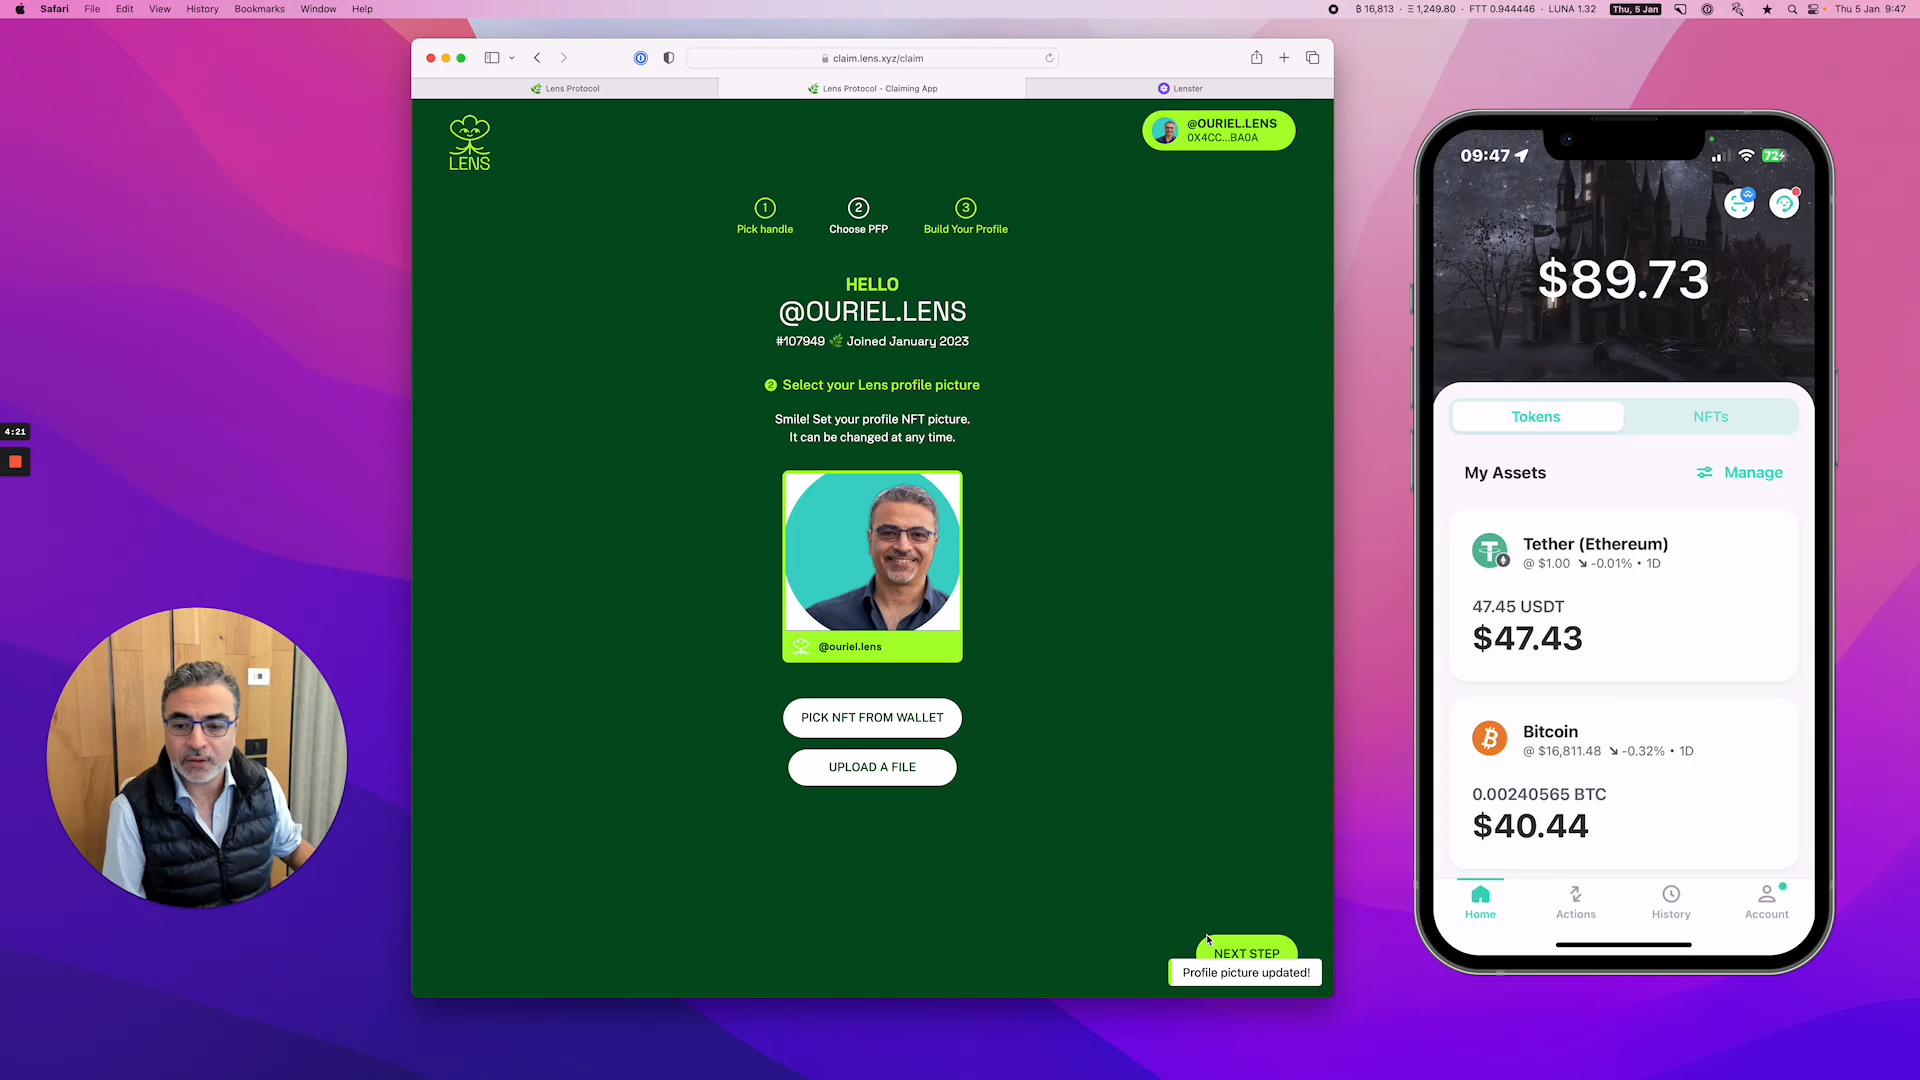 Safari File Edit View History Bookmarks Window Help
฿ 16,813 · Ξ 1,249.80 · FTT 0.944446 · LUNA 1.32 Thu, 5 Jan Thu 5 Jan 9:47
claim.lens.xyz/claim
Lens Protocol
Lens Protocol - Claiming App
Lenster
LENS
@OURIEL.LENS
0X4CC...BA0A
1 2 3
Pick handle Choose PFP Build Your Profile
HELLO
@OURIEL.LENS
#107949 🌿 Joined January 2023
2 Select your Lens profile picture
Smile! Set your profile NFT picture.
It can be changed at any time.
@ouriel.lens
PICK NFT FROM WALLET
UPLOAD A FILE
NEXT STEP
Profile picture updated!
4:21
09:47
72
$89.73
Tokens NFTs
My Assets Manage
Tether (Ethereum)
@ $1.00 ↘ -0.01% • 1D
47.45 USDT
$47.43
Bitcoin
@ $16,811.48 ↘ -0.32% • 1D
0.00240565 BTC
$40.44
Home Actions History Account